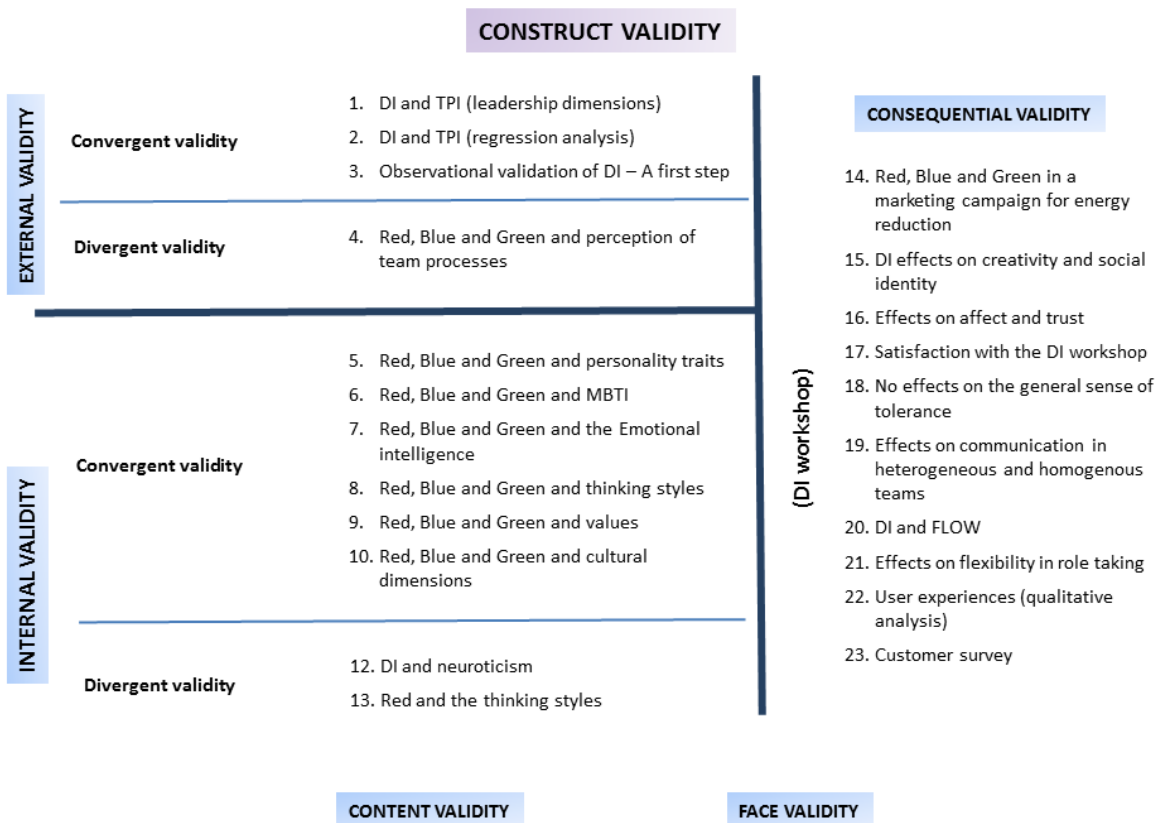 CONSTRUCT VALIDITY
EXTERNAL VALIDITY
Convergent validity
1. DI and TPI (leadership dimensions)
2. DI and TPI (regression analysis)
3. Observational validation of DI – A first step
Divergent validity
4. Red, Blue and Green and perception of
team processes
INTERNAL VALIDITY
Convergent validity
5. Red, Blue and Green and personality traits
6. Red, Blue and Green and MBTI
7. Red, Blue and Green and the Emotional
intelligence
8. Red, Blue and Green and thinking styles
9. Red, Blue and Green and values
10. Red, Blue and Green and cultural
dimensions
Divergent validity
12. DI and neuroticism
13. Red and the thinking styles
(DI workshop)
CONSEQUENTIAL VALIDITY
14. Red, Blue and Green in a
marketing campaign for energy
reduction
15. DI effects on creativity and social
identity
16. Effects on affect and trust
17. Satisfaction with the DI workshop
18. No effects on the general sense of
tolerance
19. Effects on communication in
heterogeneous and homogenous
teams
20. DI and FLOW
21. Effects on flexibility in role taking
22. User experiences (qualitative
analysis)
23. Customer survey
CONTENT VALIDITY
FACE VALIDITY